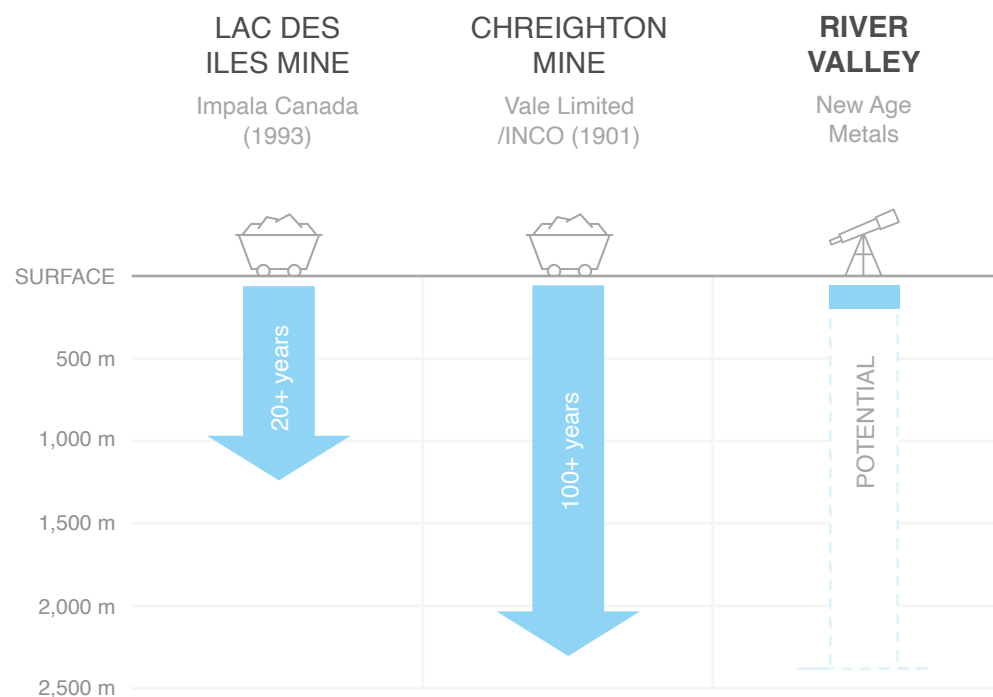 LAC DES
ILES MINE
Impala Canada
(1993)
CHREIGHTON
MINE
Vale Limited
/INCO (1901)
RIVER
VALLEY
New Age
Metals
SURFACE
500 m
1,000 m
1,500 m
2,000 m
2,500 m
20+ years
100+ years
POTENTIAL